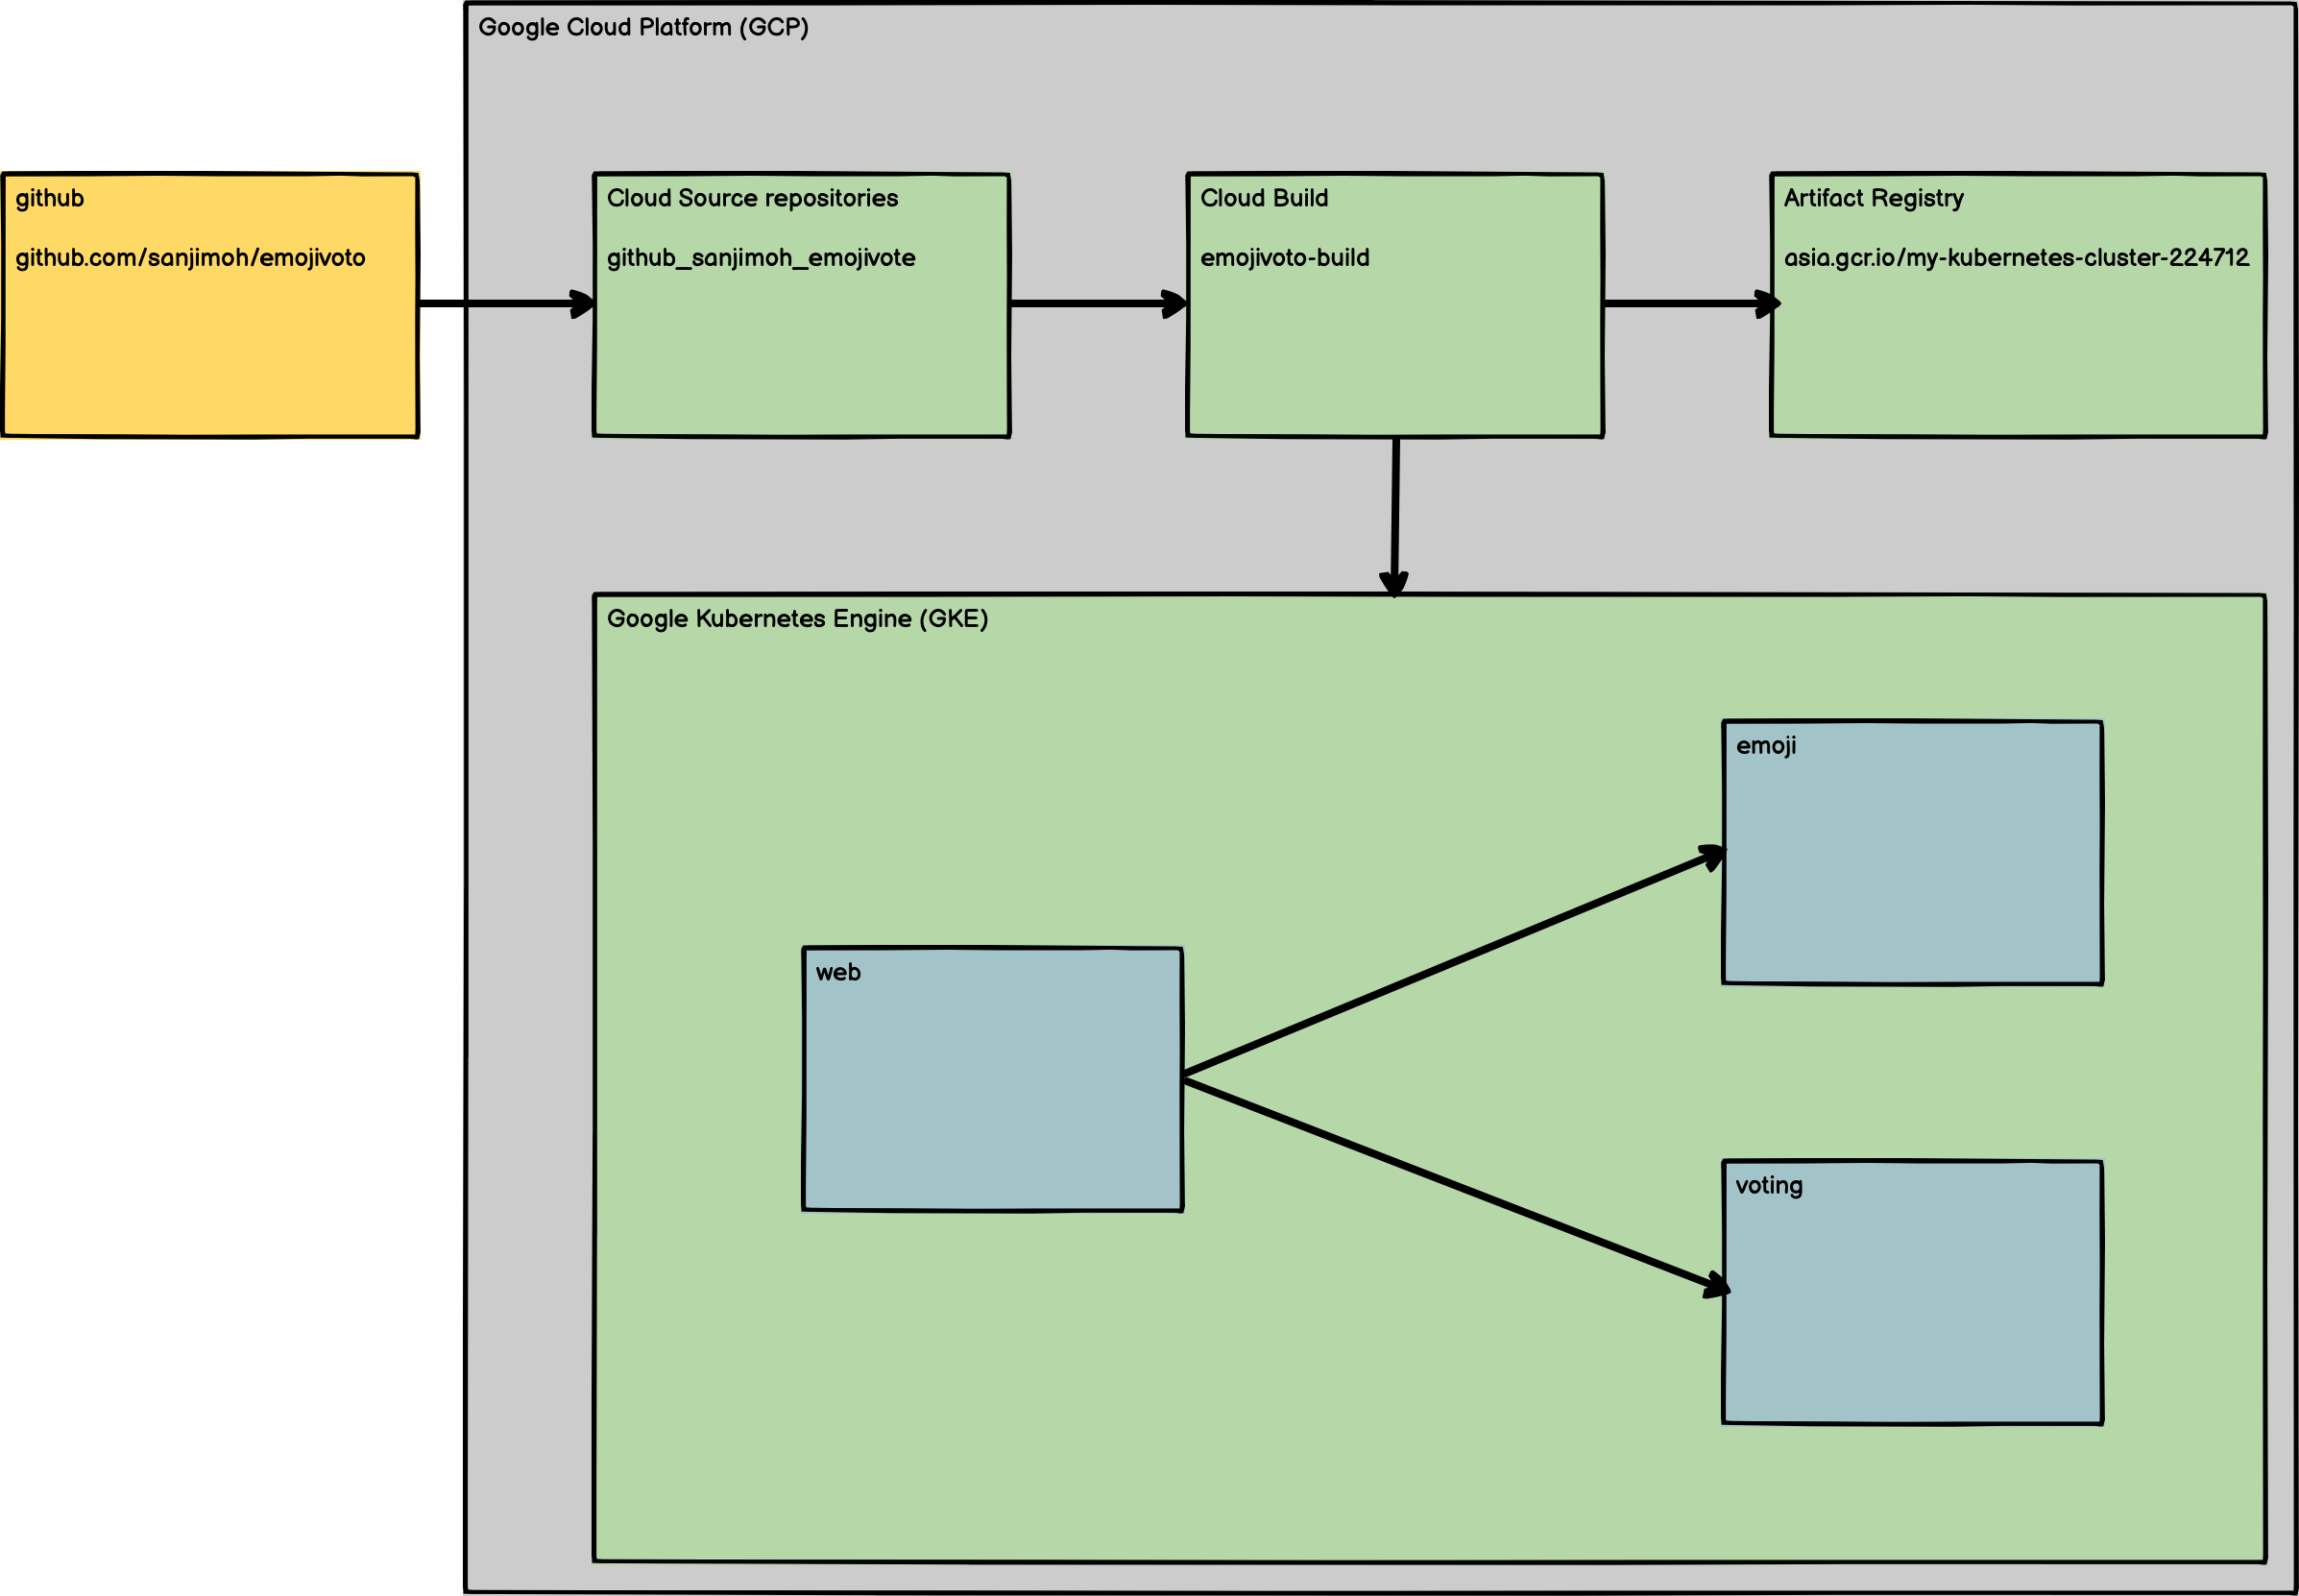 Google Cloud Platform (GCP)
github
github.com/sanjimoh/emojivoto
Cloud Source repositories
github_sanjimoh_emojivote
Cloud Build
emojivoto-build
Artifact Registry
asia.gcr.io/my-kubernetes-cluster-224712
Google Kubernetes Engine (GKE)
emoji
web
voting